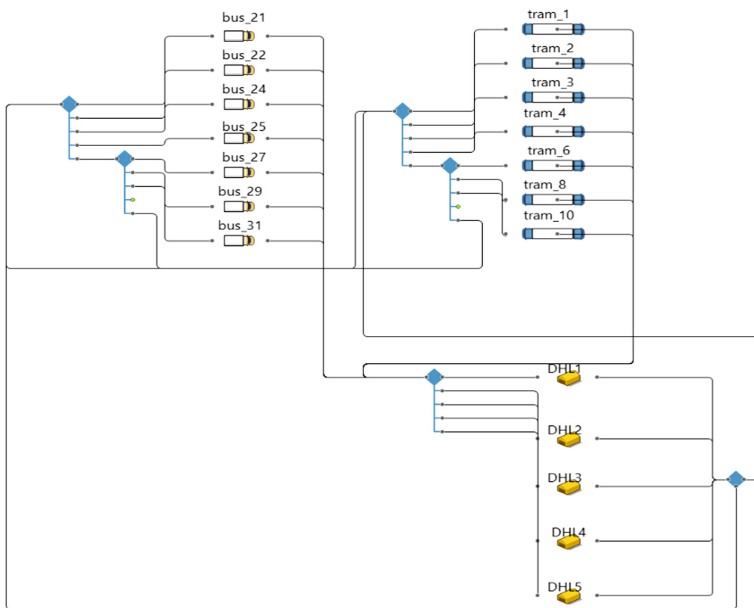 bus_21
bus_22
bus_24
bus_25
bus_27
bus_29
bus_31
tram_1
tram_2
tram_3
tram_4
tram_6
tram_8
tram_10
DHL1
DHL2
DHL3
DHL4
DHL5